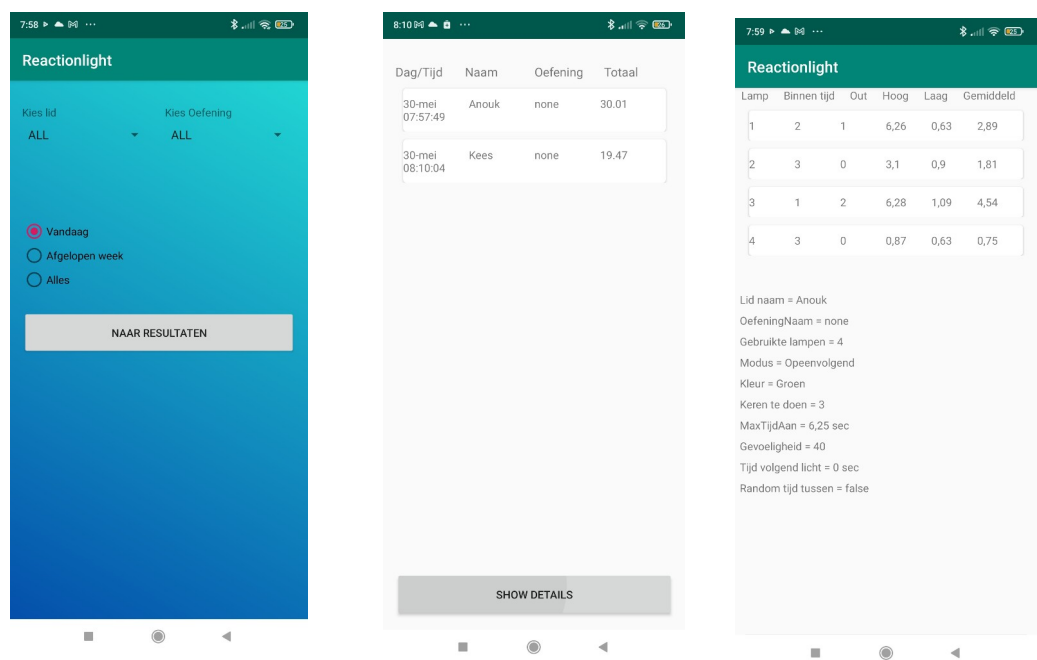 7:58
Reactionlight
Kies lid Kies Oefening
ALL ALL
Vandaag
Afgelopen week
Alles
NAAR RESULTATEN
8:10
Dag/Tijd Naam Oefening Totaal
30-mei Anouk none 30.01
07:57:49
30-mei Kees none 19.47
08:10:04
SHOW DETAILS
7:59
Reactionlight
Lamp Binnen tijd Out Hoog Laag Gemiddeld
1 2 1 6,26 0,63 2,89
2 3 0 3,1 0,9 1,81
3 1 2 6,28 1,09 4,54
4 3 0 0,87 0,63 0,75
Lid naam = Anouk
OefeningNaam = none
Gebruikte lampen = 4
Modus = Opeenvolgend
Kleur = Groen
Keren te doen = 3
MaxTijdAan = 6,25 sec
Gevoeligheid = 40
Tijd volgend licht = 0 sec
Random tijd tussen = false